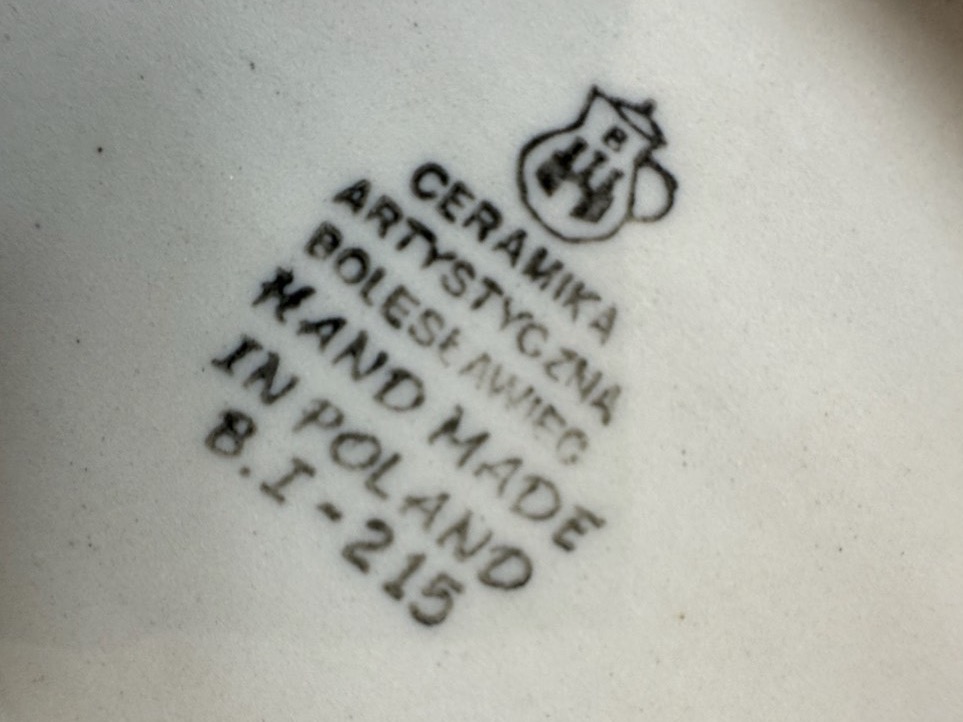 B
CERAMIKA
ARTYSTYCZNA
BOLESŁAWIEC
HAND MADE
IN POLAND
B.I-215